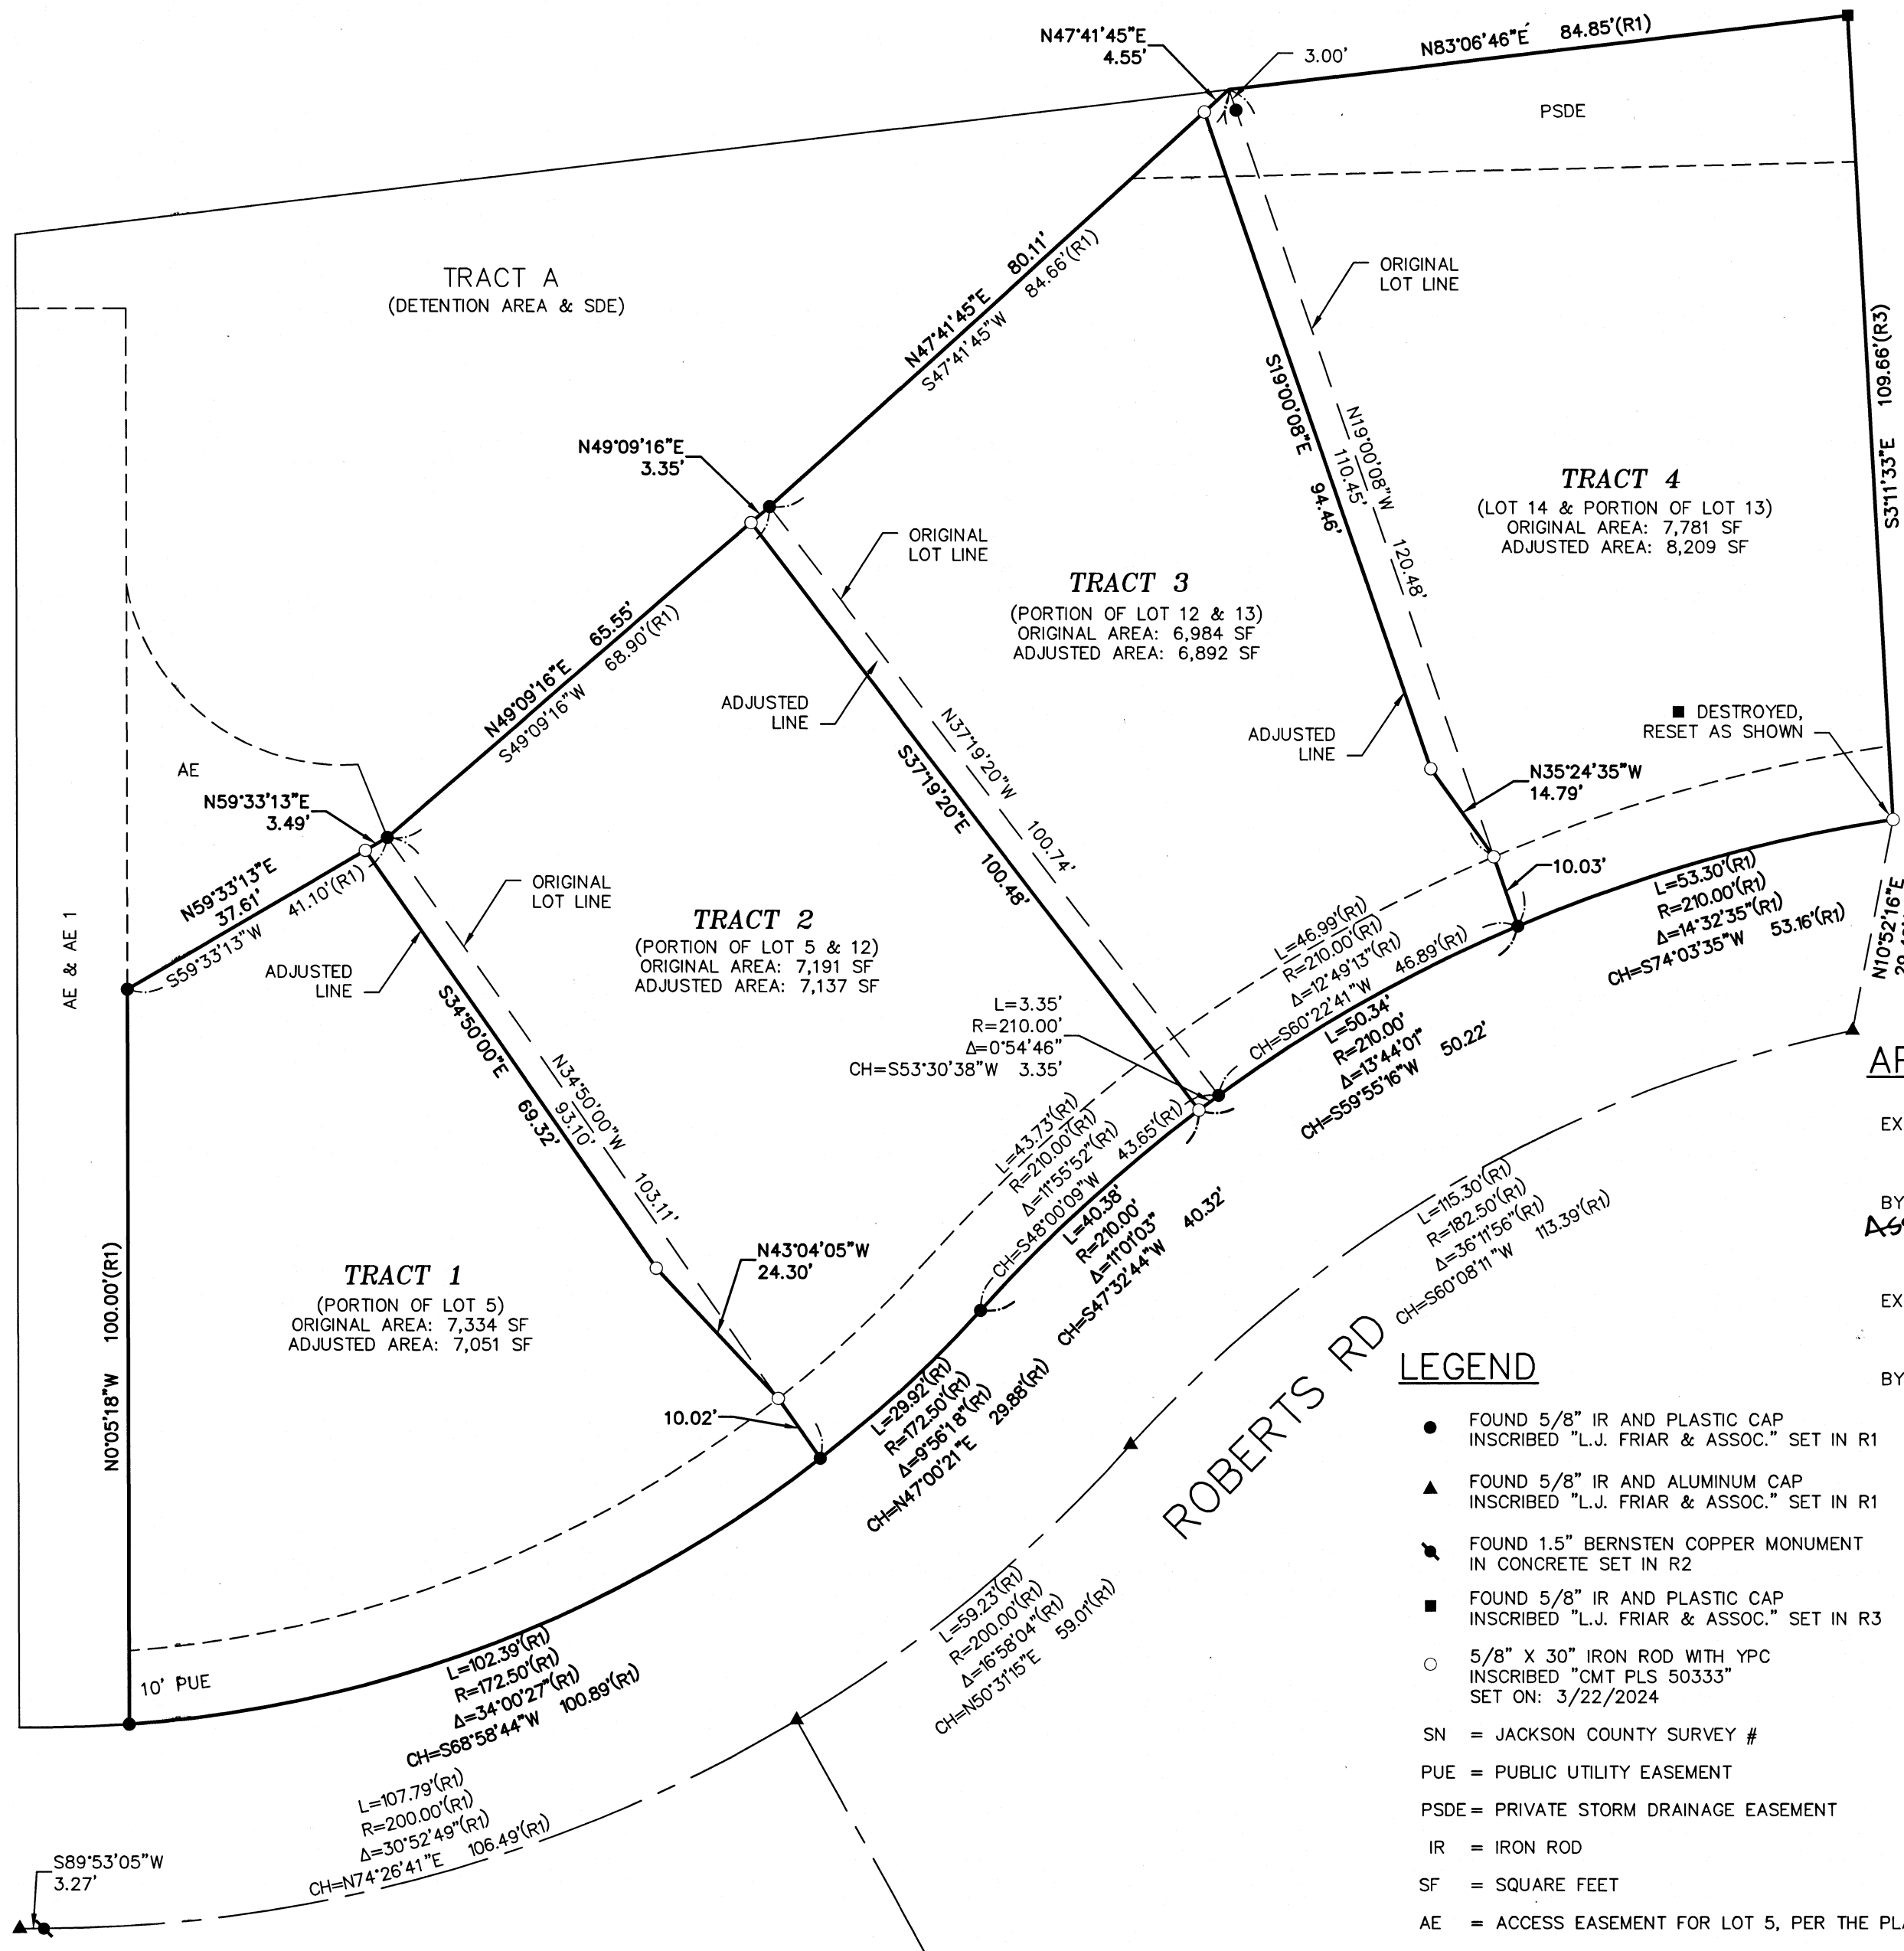 N47°41'45"E
4.55'
3.00'
N83°06'46"E 84.85'(R1)
PSDE
TRACT A
(DETENTION AREA & SDE)
N47°41'45"E 80.11'
S47°41'45"W 84.66'(R1)
ORIGINAL
LOT LINE
S19°00'08"E 94.46'
N19°00'08"W
110.45'
120.48'
S3°11'33"E 109.66'(R3)
TRACT 4
(LOT 14 & PORTION OF LOT 13)
ORIGINAL AREA: 7,781 SF
ADJUSTED AREA: 8,209 SF
N49°09'16"E
3.35'
ORIGINAL
LOT LINE
TRACT 3
(PORTION OF LOT 12 & 13)
ORIGINAL AREA: 6,984 SF
ADJUSTED AREA: 6,892 SF
N49°09'16"E 65.55'
S49°09'16"W 68.90'(R1)
ADJUSTED
LINE
S37°19'20"E 100.48'
N37°19'20"W 100.74'
ADJUSTED
LINE
DESTROYED,
RESET AS SHOWN
N35°24'35"W
14.79'
10.03'
AE
N59°33'13"E
3.49'
N59°33'13"E
37.61'
S59°33'13"W 41.10'(R1)
AE & AE 1
ADJUSTED
LINE
ORIGINAL
LOT LINE
TRACT 2
(PORTION OF LOT 5 & 12)
ORIGINAL AREA: 7,191 SF
ADJUSTED AREA: 7,137 SF
S34°50'00"E 69.32'
N34°50'00"W
93.10'
103.11'
L=3.35'
R=210.00'
Δ=0°54'46"
CH=S53°30'38"W 3.35'
L=46.99'(R1)
R=210.00'(R1)
Δ=12°49'13"(R1)
CH=S60°22'41"W 46.89'(R1)
L=50.34'
R=210.00'
Δ=13°44'01"
CH=S59°55'16"W 50.22'
L=53.30'(R1)
R=210.00'(R1)
Δ=14°32'35"(R1)
CH=S74°03'35"W 53.16'(R1)
N10°52'16"E
L=43.73'(R1)
R=210.00'(R1)
Δ=11°55'52"(R1)
CH=S48°00'09"W 43.65'(R1)
L=40.38'
R=210.00'
Δ=11°01'03"
CH=S47°32'44"W 40.32'
L=115.30'(R1)
R=182.50'(R1)
Δ=36°11'56"(R1)
CH=S60°08'11"W 113.39'(R1)
N0°05'18"W 100.00'(R1)
TRACT 1
(PORTION OF LOT 5)
ORIGINAL AREA: 7,334 SF
ADJUSTED AREA: 7,051 SF
N43°04'05"W
24.30'
10.02'
L=29.92'(R1)
R=172.50'(R1)
Δ=9°56'18"(R1)
CH=N47°00'21"E 29.88'(R1)
ROBERTS RD
10' PUE
L=102.39'(R1)
R=172.50'(R1)
Δ=34°00'27"(R1)
CH=S68°58'44"W 100.89'(R1)
L=59.23'(R1)
R=200.00'(R1)
Δ=16°58'04"(R1)
CH=N50°31'15"E 59.01'(R1)
L=107.79'(R1)
R=200.00'(R1)
Δ=30°52'49"(R1)
CH=N74°26'41"E 106.49'(R1)
S89°53'05"W
3.27'
EX
BY
EX
BY
LEGEND
FOUND 5/8" IR AND PLASTIC CAP
INSCRIBED "L.J. FRIAR & ASSOC." SET IN R1
FOUND 5/8" IR AND ALUMINUM CAP
INSCRIBED "L.J. FRIAR & ASSOC." SET IN R1
FOUND 1.5" BERNSTEN COPPER MONUMENT
IN CONCRETE SET IN R2
FOUND 5/8" IR AND PLASTIC CAP
INSCRIBED "L.J. FRIAR & ASSOC." SET IN R3
5/8" X 30" IRON ROD WITH YPC
INSCRIBED "CMT PLS 50333"
SET ON: 3/22/2024
SN = JACKSON COUNTY SURVEY #
PUE = PUBLIC UTILITY EASEMENT
PSDE = PRIVATE STORM DRAINAGE EASEMENT
IR = IRON ROD
SF = SQUARE FEET
AE = ACCESS EASEMENT FOR LOT 5, PER THE